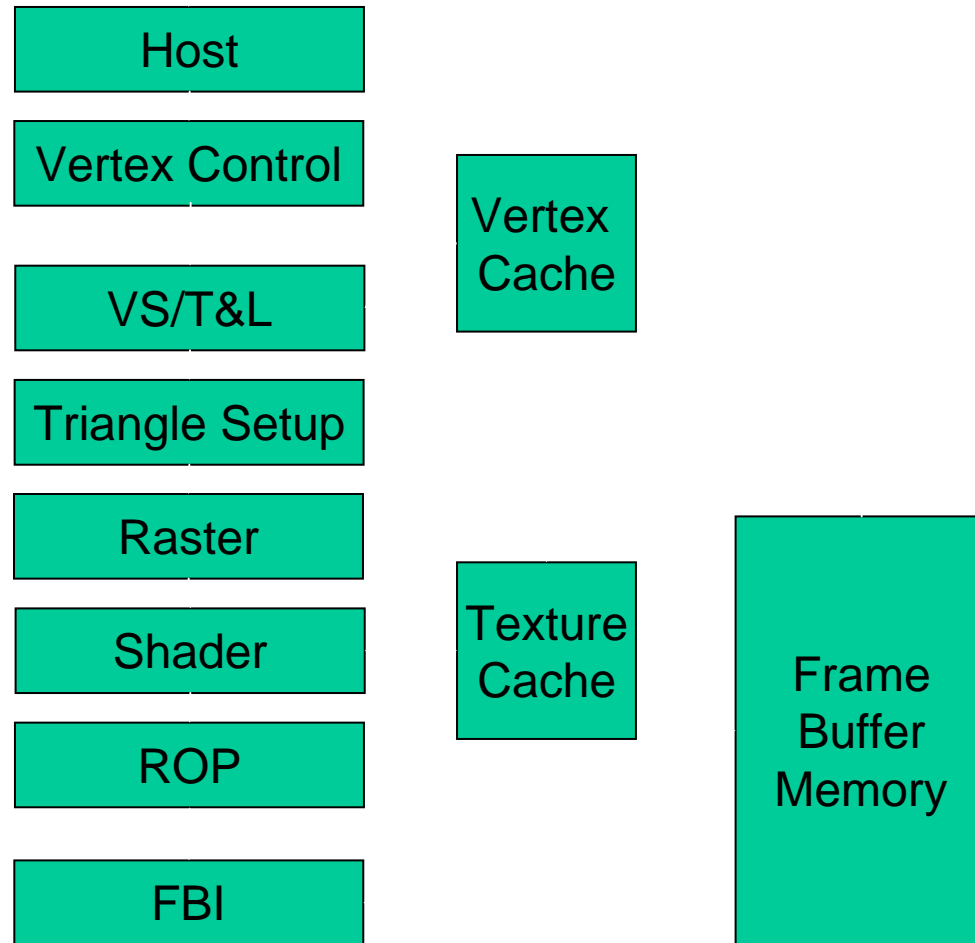 Host
Vertex Control
Vertex
Cache
VS/T&L
Triangle Setup
Raster
Shader
Texture
Cache
Frame
Buffer
Memory
ROP
FBI